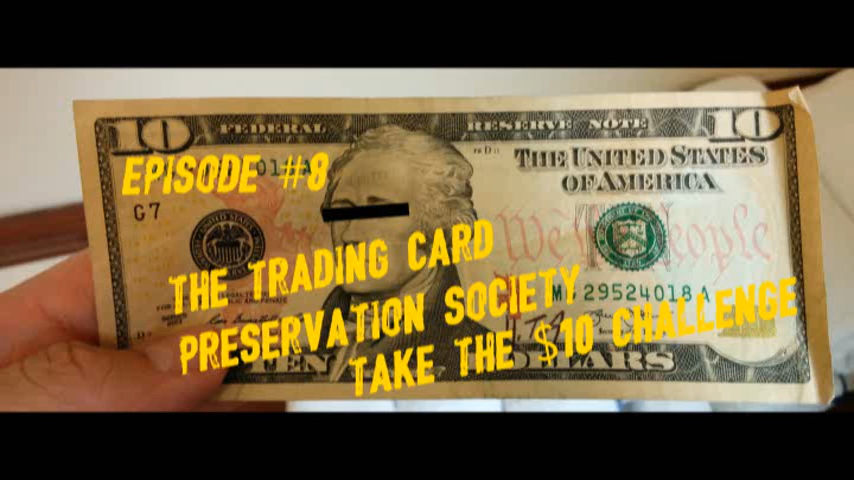 10 FEDERAL RESERVE NOTE 10
THE UNITED STATES
OF AMERICA
EPISODE #8
G7
We the People
THE TRADING CARD
PRESERVATION SOCIETY
29524018 A
TAKE THE $10 CHALLENGE
TEN DOLLARS